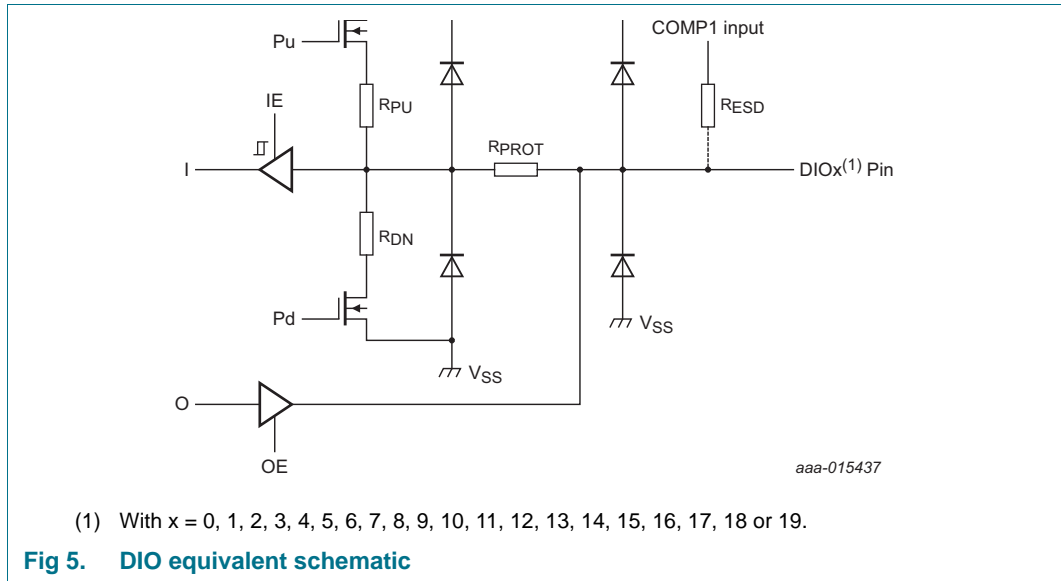 Pu
COMP1 input
IE
RPU
RESD
RPROT
I
DIOx(1) Pin
RDN
Pd
VSS
VSS
O
OE
aaa-015437
(1) With x = 0, 1, 2, 3, 4, 5, 6, 7, 8, 9, 10, 11, 12, 13, 14, 15, 16, 17, 18 or 19.
Fig 5. DIO equivalent schematic